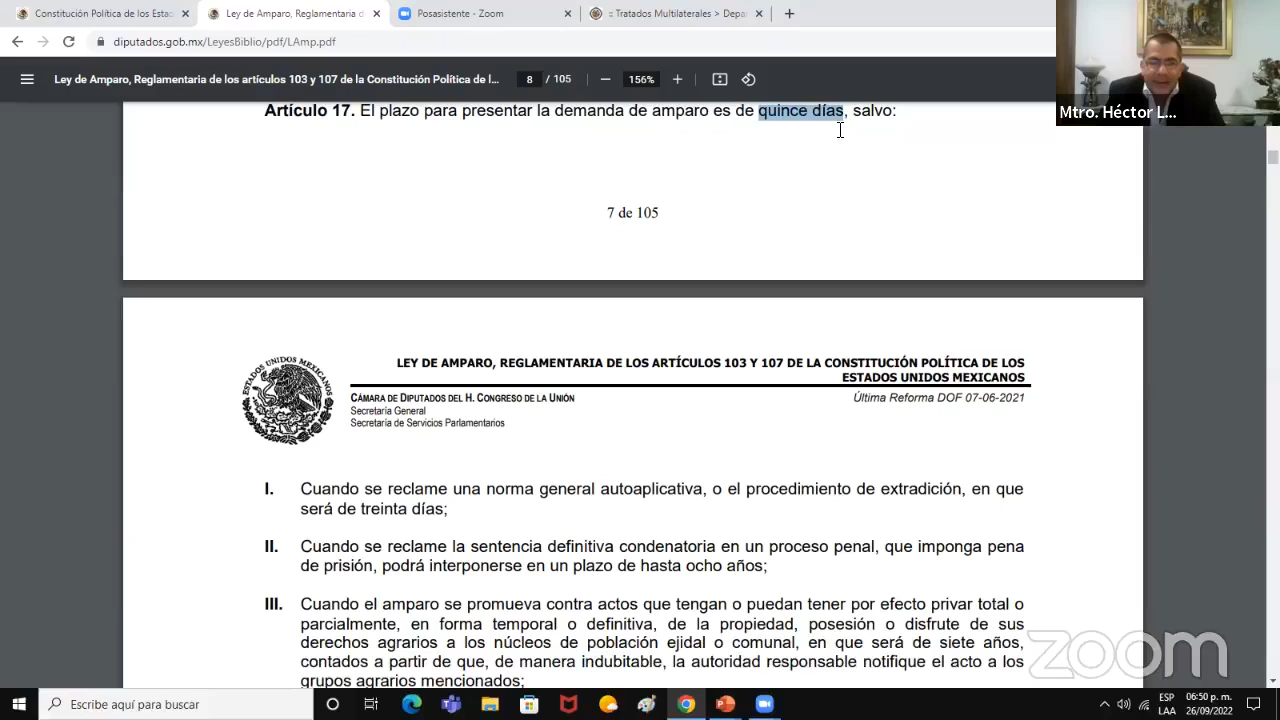 Constitución Política de los Estad
Ley de Amparo, Reglamentaria d
Posasistente - Zoom
:: Tratados Multilaterales > Depa
diputados.gob.mx/LeyesBiblio/pdf/LAmp.pdf
Ley de Amparo, Reglamentaria de los artículos 103 y 107 de la Constitución Política de l...
8 / 105
156%
Mtro. Héctor L...
Artículo 17. El plazo para presentar la demanda de amparo es de quince días, salvo:
7 de 105
ESTADOS UNIDOS MEXICANOS
LEY DE AMPARO, REGLAMENTARIA DE LOS ARTÍCULOS 103 Y 107 DE LA CONSTITUCIÓN POLÍTICA DE LOS
ESTADOS UNIDOS MEXICANOS
CÁMARA DE DIPUTADOS DEL H. CONGRESO DE LA UNIÓN
Última Reforma DOF 07-06-2021
Secretaría General
Secretaría de Servicios Parlamentarios
I. Cuando se reclame una norma general autoaplicativa, o el procedimiento de extradición, en que
será de treinta días;
II. Cuando se reclame la sentencia definitiva condenatoria en un proceso penal, que imponga pena
de prisión, podrá interponerse en un plazo de hasta ocho años;
III. Cuando el amparo se promueva contra actos que tengan o puedan tener por efecto privar total o
parcialmente, en forma temporal o definitiva, de la propiedad, posesión o disfrute de sus
derechos agrarios a los núcleos de población ejidal o comunal, en que será de siete años,
contados a partir de que, de manera indubitable, la autoridad responsable notifique el acto a los
grupos agrarios mencionados;
zoom
Escribe aquí para buscar
ESP
LAA
06:50 p. m.
26/09/2022